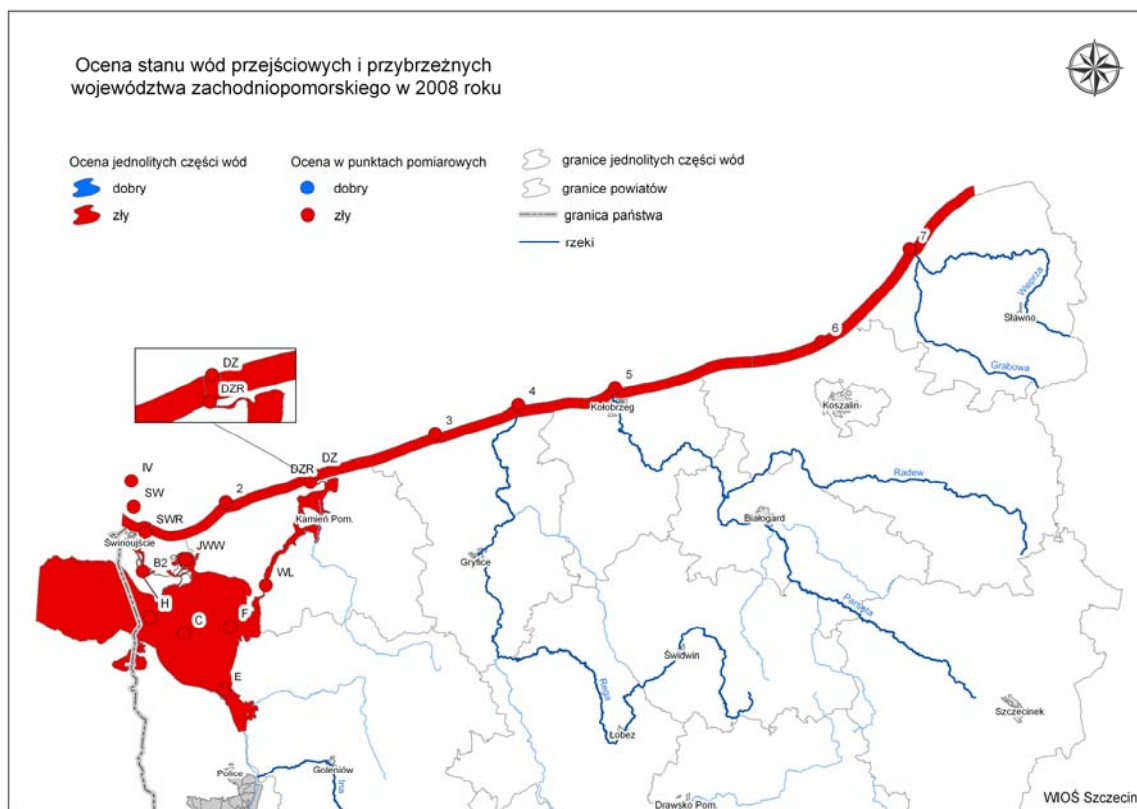 Ocena stanu wód przejściowych i przybrzeżnych
województwa zachodniopomorskiego w 2008 roku
Ocena jednolitych części wód
dobry
zły
Ocena w punktach pomiarowych
dobry
zły
granice jednolitych części wód
granice powiatów
granica państwa
rzeki
7
Wieprza
Sławno
6
Grabowa
DZ
DZR
5
4
Kołobrzeg
Koszalin
3
DZ
DZR
IV
2
SW
Radew
SWR
Kamień Pom.
Białogard
Świnoujście
JWW
B2
Gryfice
WL
H
F
C
Parsęta
Świdwin
E
Rega
Szczecinek
Łobez
Police
Goleniów
Ina
Drawsko Pom.
WIOŚ Szczecin